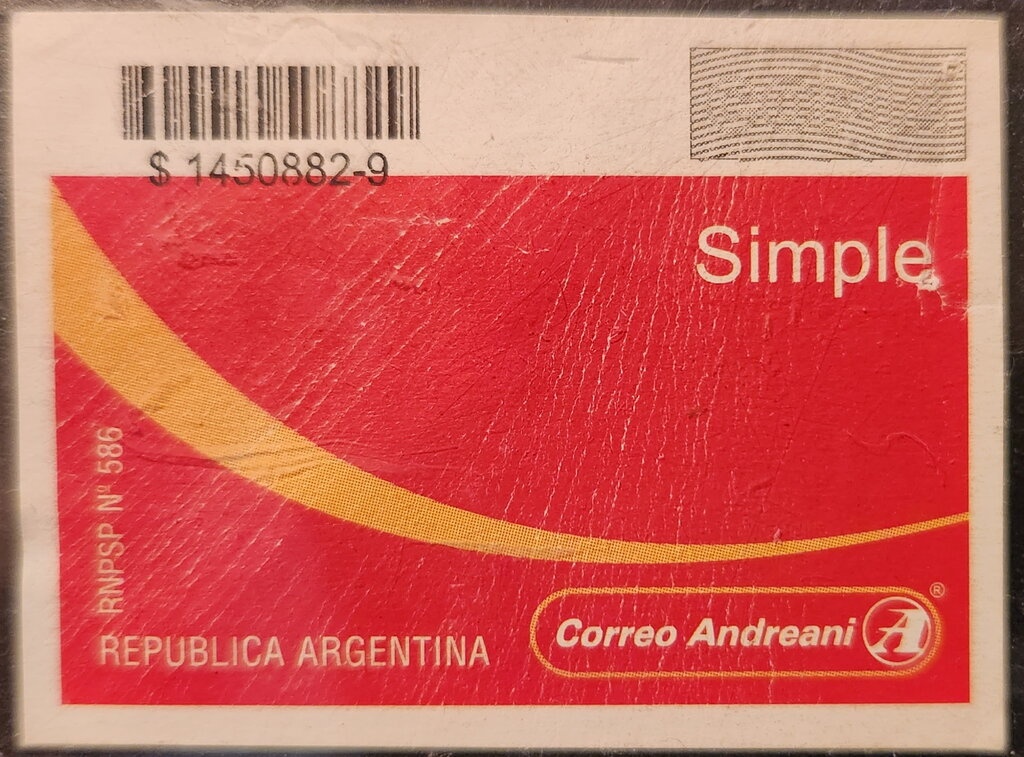 $ 1450882-9
Simple
RNPSP Nº 586
REPUBLICA ARGENTINA
Correo Andreani A ®